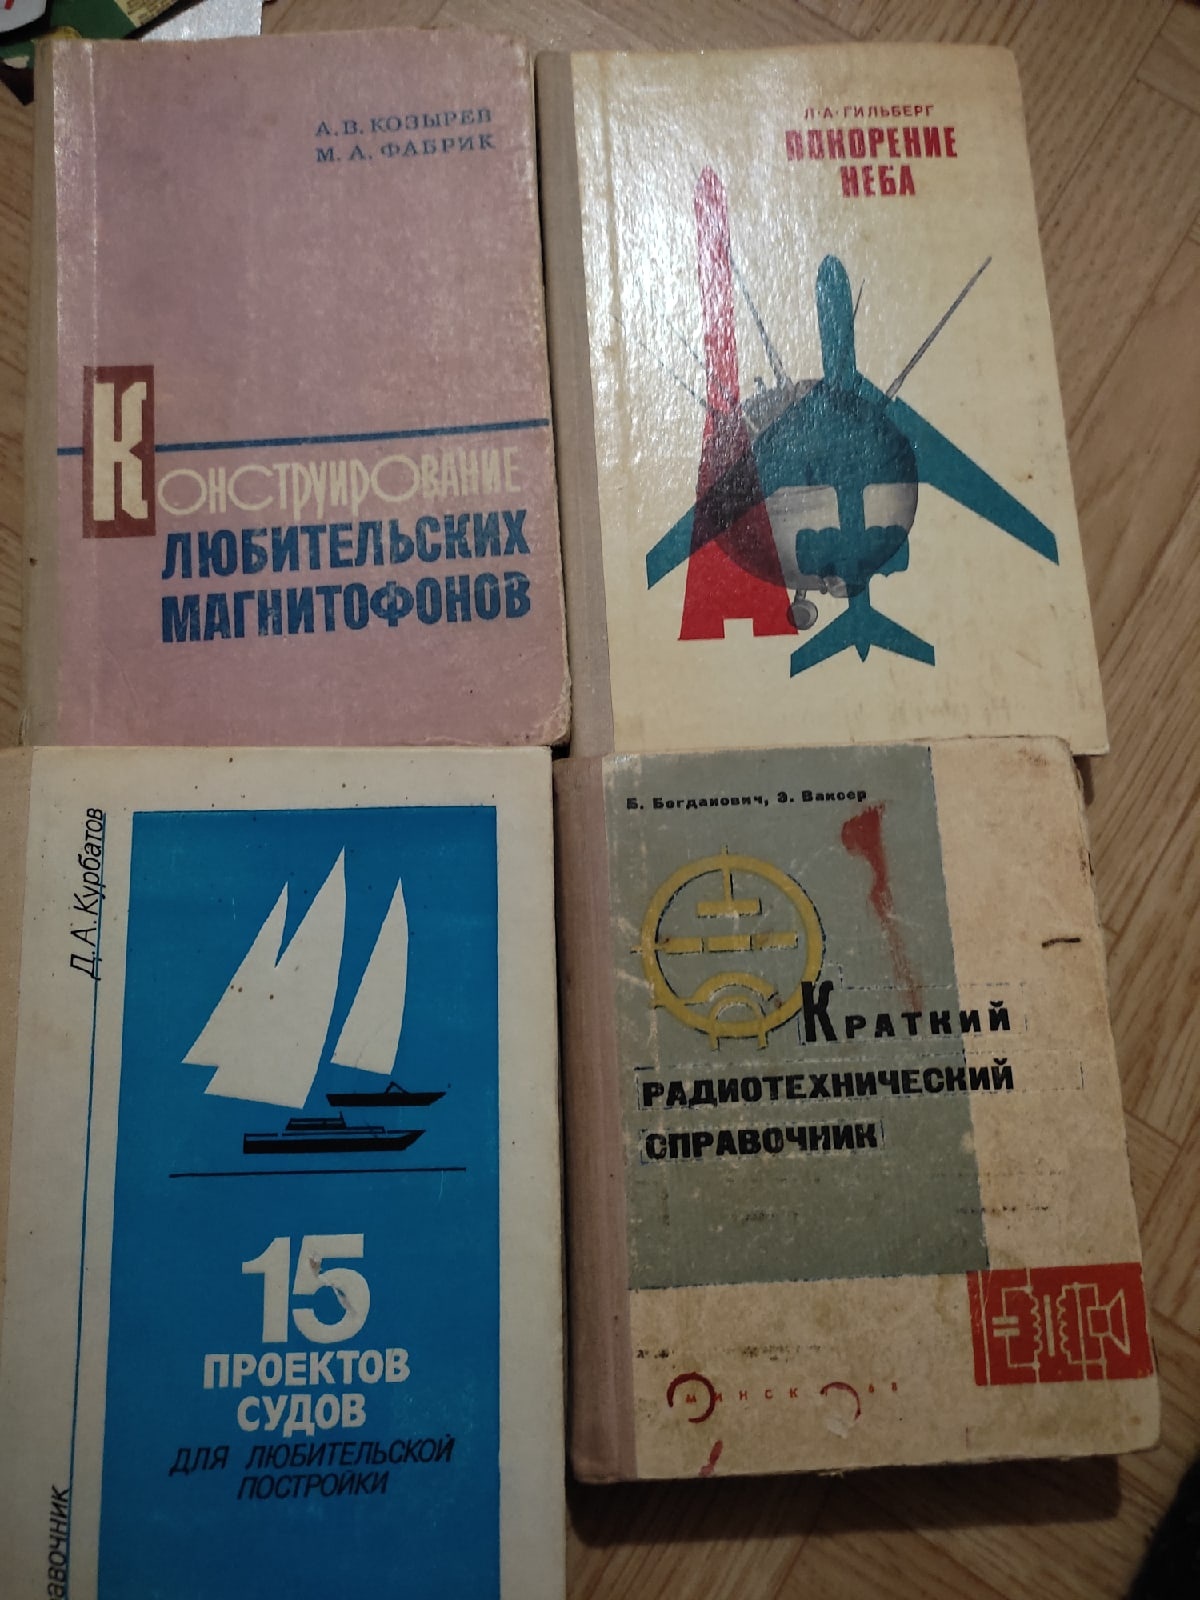 А. В. КОЗЫРЕВ
М. А. ФАБРИК
КОНСТРУИРОВАНИЕ
ЛЮБИТЕЛЬСКИХ
МАГНИТОФОНОВ
Л·А·ГИЛЬБЕРГ
ПОКОРЕНИЕ
НЕБА
Д. А. Курбатов
авочник
15
ПРОЕКТОВ
СУДОВ
ДЛЯ ЛЮБИТЕЛЬСКОЙ
ПОСТРОЙКИ
Б. Богданович, Э. Ваксер
КРАТКИЙ
РАДИОТЕХНИЧЕСКИЙ
СПРАВОЧНИК
МИНСК